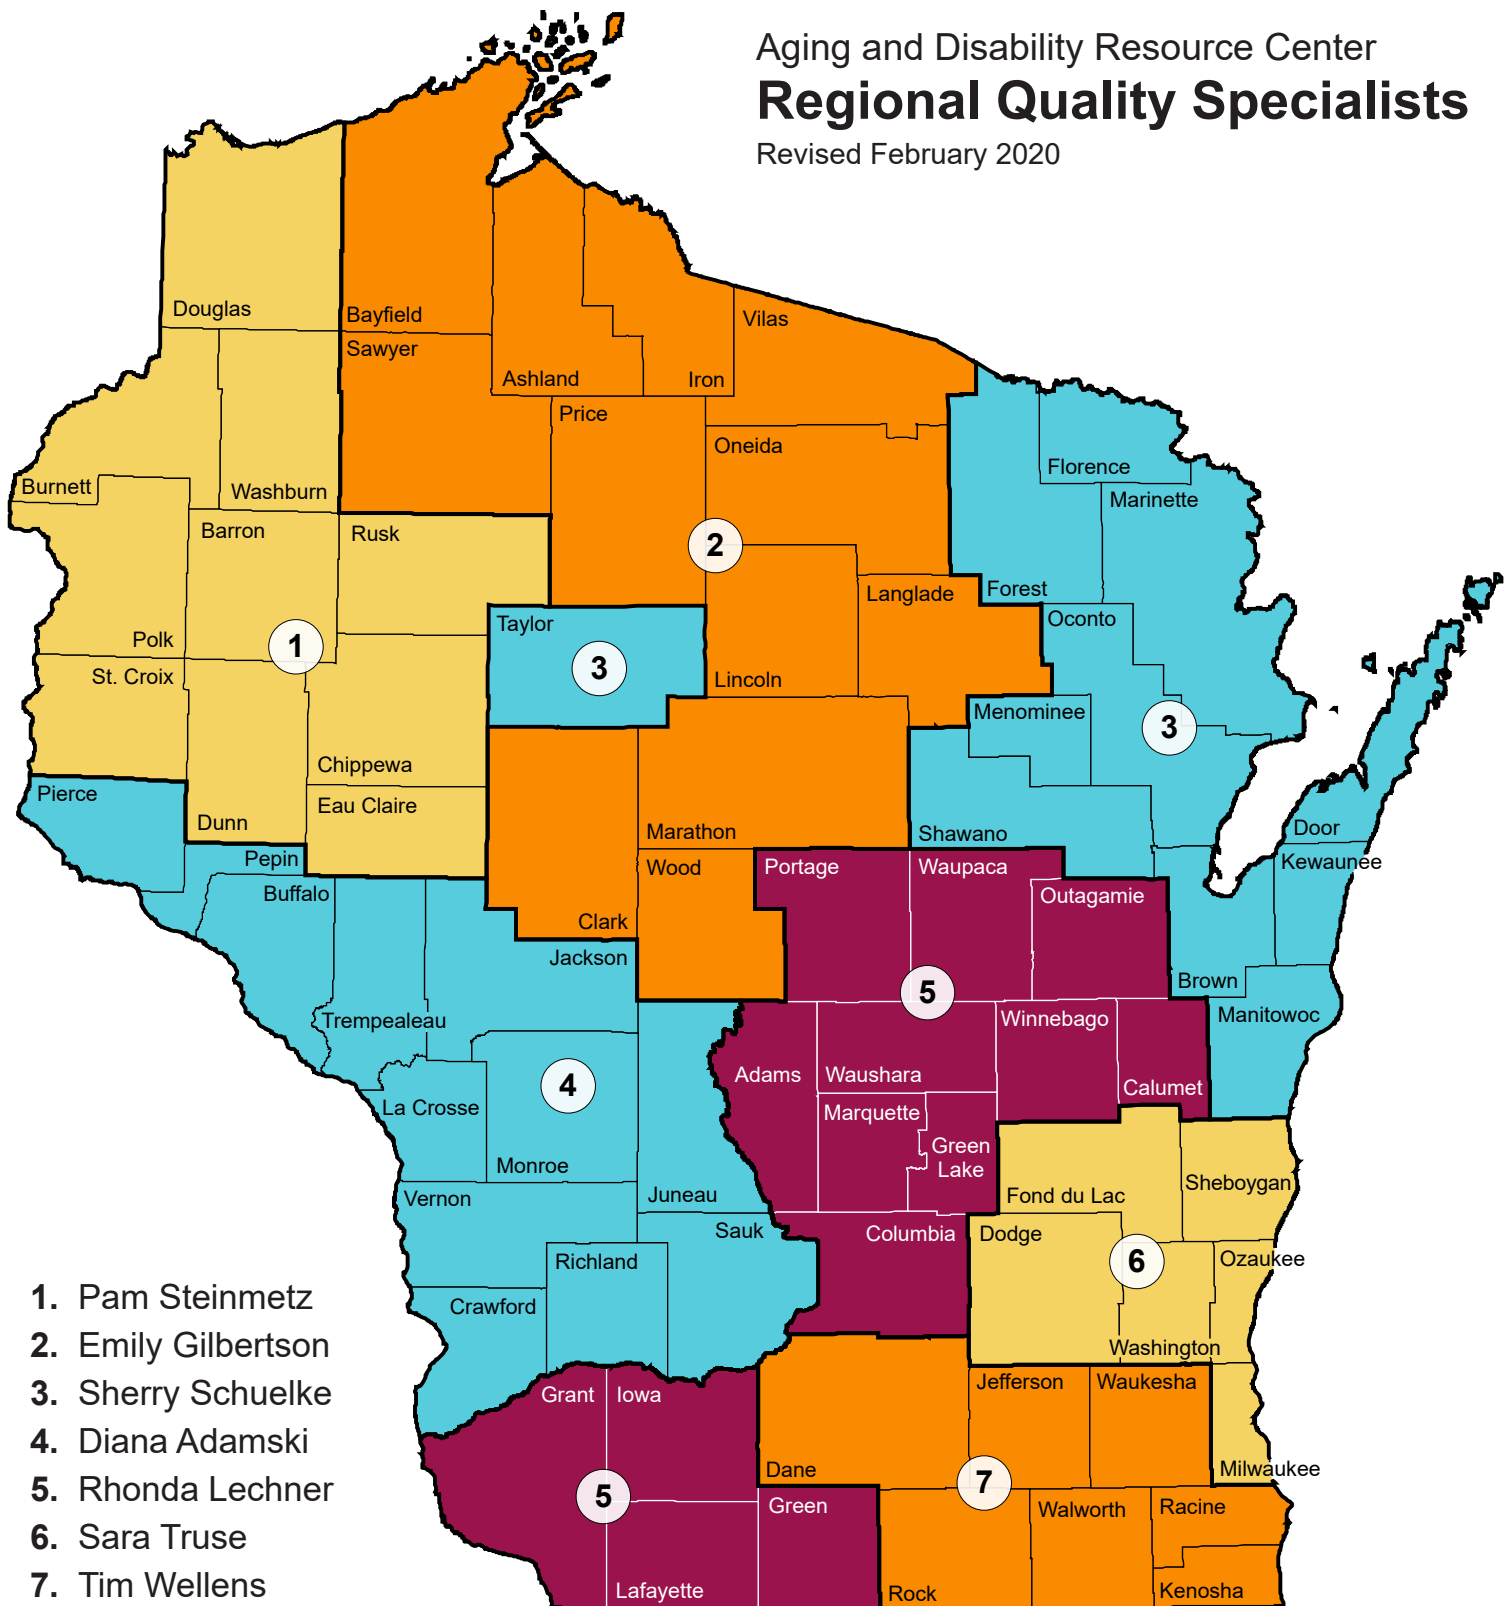 Aging and Disability Resource Center
Regional Quality Specialists
Revised February 2020
Douglas
Bayfield
Sawyer
Ashland
Iron
Vilas
Price
Oneida
Florence
Marinette
Burnett
Washburn
Barron
Rusk
2
Langlade
Forest
Oconto
Taylor
Polk
1
3
St. Croix
Lincoln
Menominee
3
Chippewa
Pierce
Eau Claire
Dunn
Marathon
Shawano
Door
Pepin
Buffalo
Wood
Portage
Waupaca
Kewaunee
Outagamie
Clark
Jackson
Brown
5
Trempealeau
Winnebago
Manitowoc
Adams
Waushara
Calumet
4
La Crosse
Marquette
Green
Lake
Monroe
Vernon
Juneau
Fond du Lac
Sheboygan
Sauk
Columbia
Dodge
Richland
6
Ozaukee
Crawford
Washington
Grant
Iowa
Jefferson
Waukesha
Dane
Milwaukee
5
7
Green
Walworth
Racine
Lafayette
Rock
Kenosha
1. Pam Steinmetz
2. Emily Gilbertson
3. Sherry Schuelke
4. Diana Adamski
5. Rhonda Lechner
6. Sara Truse
7. Tim Wellens